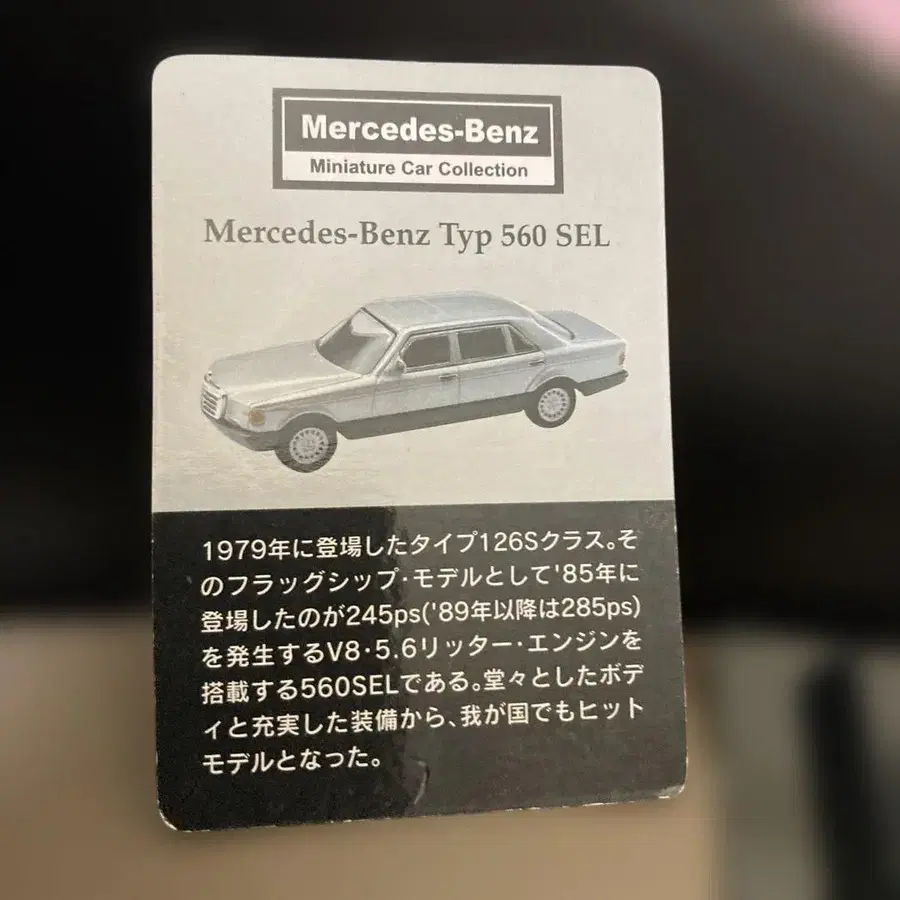 Mercedes-Benz
Miniature Car Collection
Mercedes-Benz Typ 560 SEL
1979年に登場したタイプ126Sクラス。そ
のフラッグシップ・モデルとして'85年に
登場したのが245ps('89年以降は285ps)
を発生するV8・5.6リッター・エンジンを
搭載する560SELである。堂々としたボデ
ィと充実した装備から、我が国でもヒット
モデルとなった。